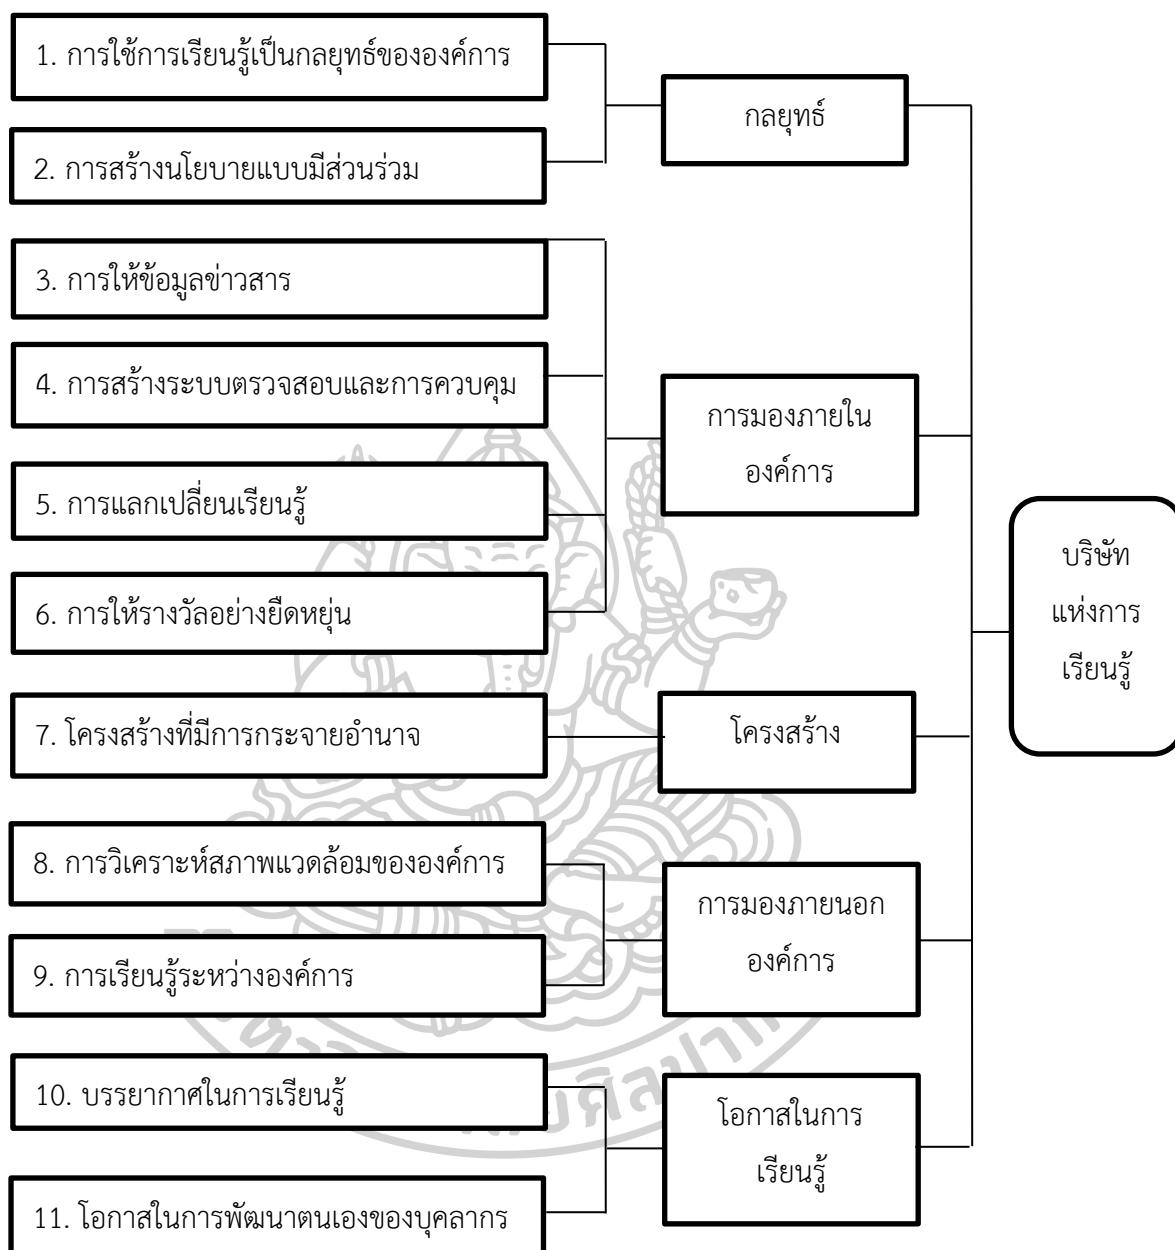 1. การใช้การเรียนรู้เป็นกลยุทธ์ขององค์การ
กลยุทธ์
2. การสร้างนโยบายแบบมีส่วนร่วม
3. การให้ข้อมูลข่าวสาร
4. การสร้างระบบตรวจสอบและการควบคุม
การมองภายใน
องค์การ
5. การแลกเปลี่ยนเรียนรู้
6. การให้รางวัลอย่างยืดหยุ่น
บริษัท
แห่งการ
เรียนรู้
7. โครงสร้างที่มีการกระจายอำนาจ
โครงสร้าง
8. การวิเคราะห์สภาพแวดล้อมขององค์การ
การมองภายนอก
องค์การ
9. การเรียนรู้ระหว่างองค์การ
10. บรรยากาศในการเรียนรู้
โอกาสในการ
เรียนรู้
11. โอกาสในการพัฒนาตนเองของบุคลากร